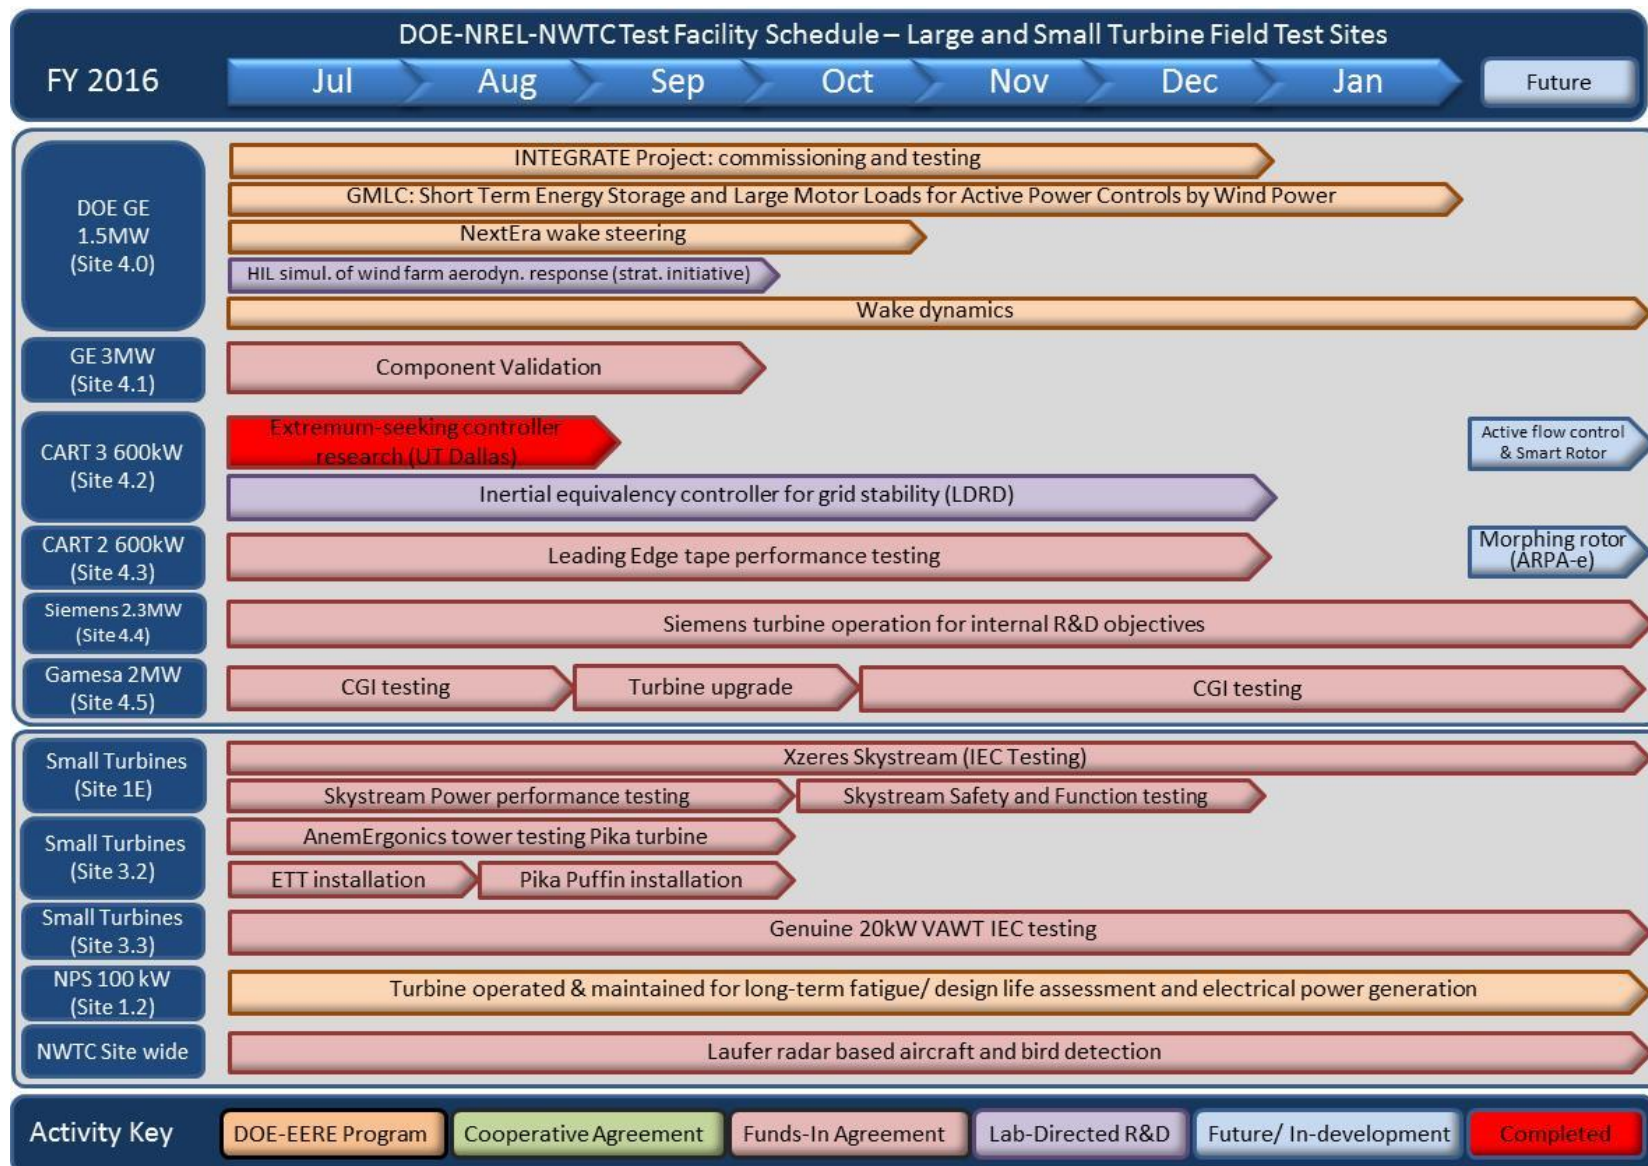 DOE-NREL-NWTC Test Facility Schedule – Large and Small Turbine Field Test Sites
FY 2016
Jul
Aug
Sep
Oct
Nov
Dec
Jan
Future
DOE GE
1.5MW
(Site 4.0)
INTEGRATE Project: commissioning and testing
GMLC: Short Term Energy Storage and Large Motor Loads for Active Power Controls by Wind Power
NextEra wake steering
HIL simul. of wind farm aerodyn. response (strat. initiative)
Wake dynamics
GE 3MW
(Site 4.1)
Component Validation
CART 3 600kW
(Site 4.2)
Extremum-seeking controller
research (UT Dallas)
Active flow control
& Smart Rotor
Inertial equivalency controller for grid stability (LDRD)
CART 2 600kW
(Site 4.3)
Leading Edge tape performance testing
Morphing rotor
(ARPA-e)
Siemens 2.3MW
(Site 4.4)
Siemens turbine operation for internal R&D objectives
Gamesa 2MW
(Site 4.5)
CGI testing
Turbine upgrade
CGI testing
Small Turbines
(Site 1E)
Xzeres Skystream (IEC Testing)
Skystream Power performance testing
Skystream Safety and Function testing
Small Turbines
(Site 3.2)
AnemErgonics tower testing Pika turbine
ETT installation
Pika Puffin installation
Small Turbines
(Site 3.3)
Genuine 20kW VAWT IEC testing
NPS 100 kW
(Site 1.2)
Turbine operated & maintained for long-term fatigue/ design life assessment and electrical power generation
NWTC Site wide
Laufer radar based aircraft and bird detection
Activity Key
DOE-EERE Program
Cooperative Agreement
Funds-In Agreement
Lab-Directed R&D
Future/ In-development
Completed